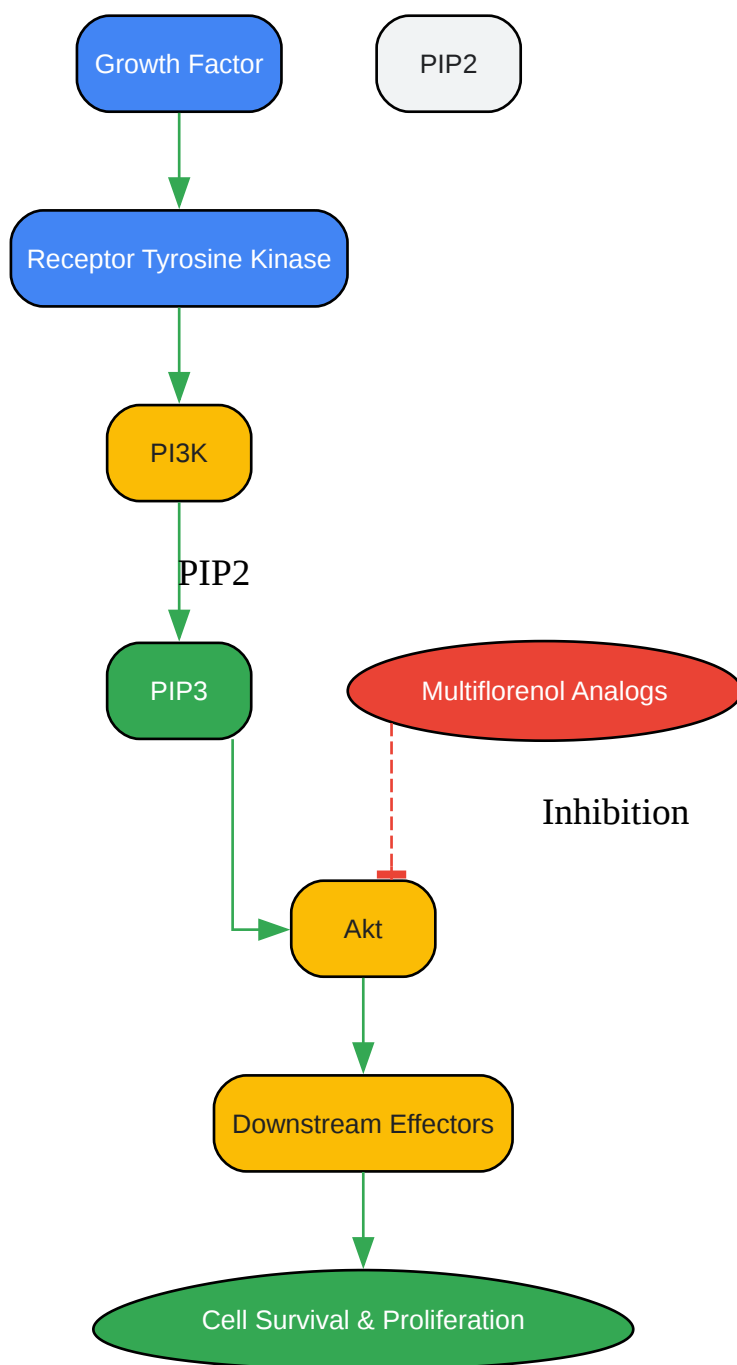 Growth Factor
PIP2
Receptor Tyrosine Kinase
PI3K
PIP2
PIP3
Multiflorenol Analogs
Inhibition
Akt
Downstream Effectors
Cell Survival & Proliferation